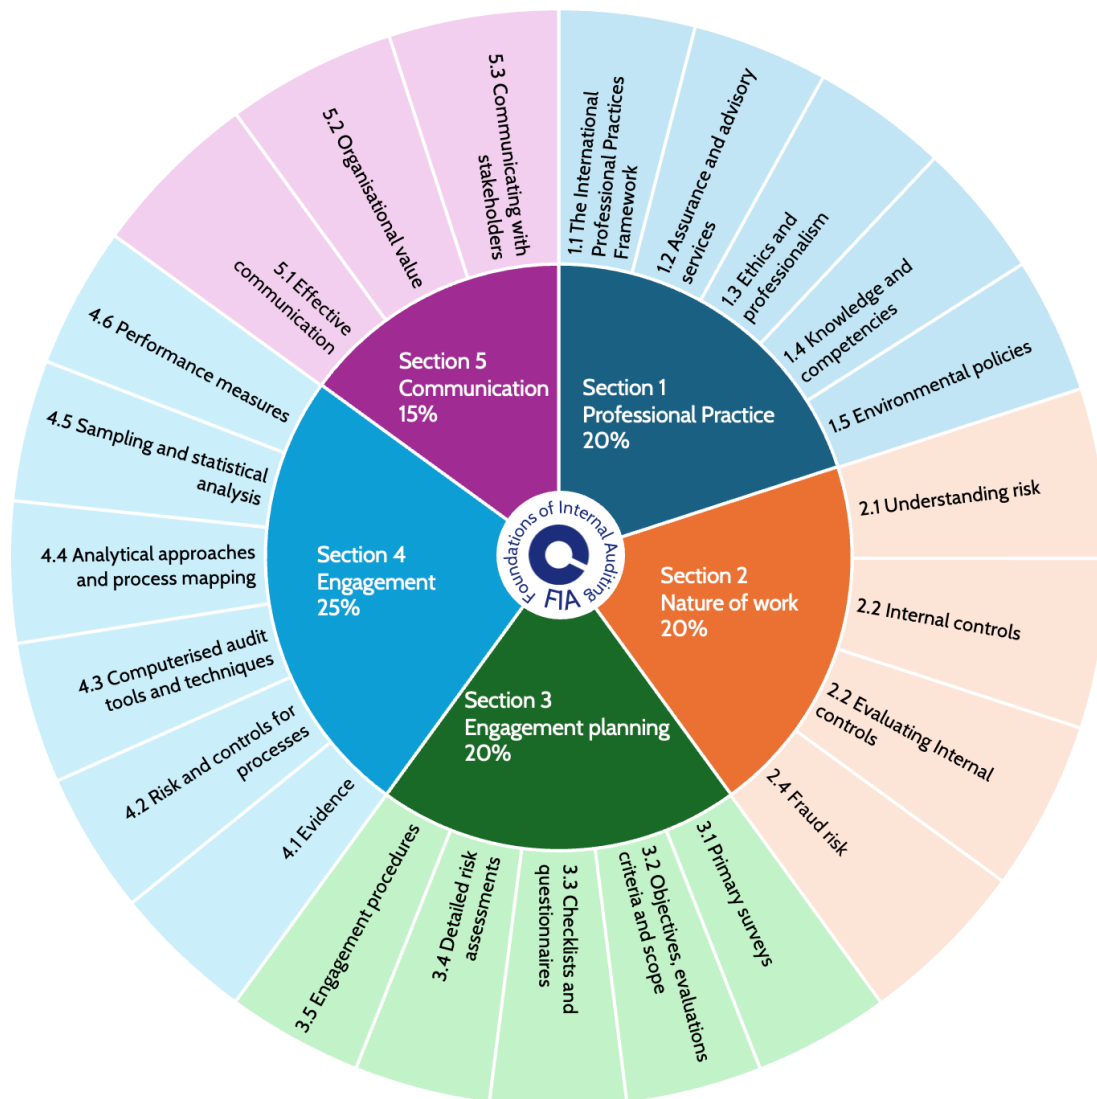 Foundations of Internal Auditing
FIA
Section 1
Professional Practice
20%
1.1 The International
Professional Practices
Framework
1.2 Assurance and advisory
services
1.3 Ethics and
professionalism
1.4 Knowledge and
competencies
1.5 Environmental policies
Section 2
Nature of work
20%
2.1 Understanding risk
2.2 Internal controls
2.2 Evaluating Internal
controls
2.4 Fraud risk
Section 3
Engagement planning
20%
3.1 Primary surveys
3.2 Objectives, evaluations
criteria and scope
3.3 Checklists and
questionnaires
3.4 Detailed risk
assessments
3.5 Engagement procedures
Section 4
Engagement
25%
4.1 Evidence
4.2 Risk and controls for
processes
4.3 Computerised audit
tools and techniques
4.4 Analytical approaches
and process mapping
4.5 Sampling and statistical
analysis
4.6 Performance measures
Section 5
Communication
15%
5.1 Effective
communication
5.2 Organisational value
5.3 Communicating with
stakeholders